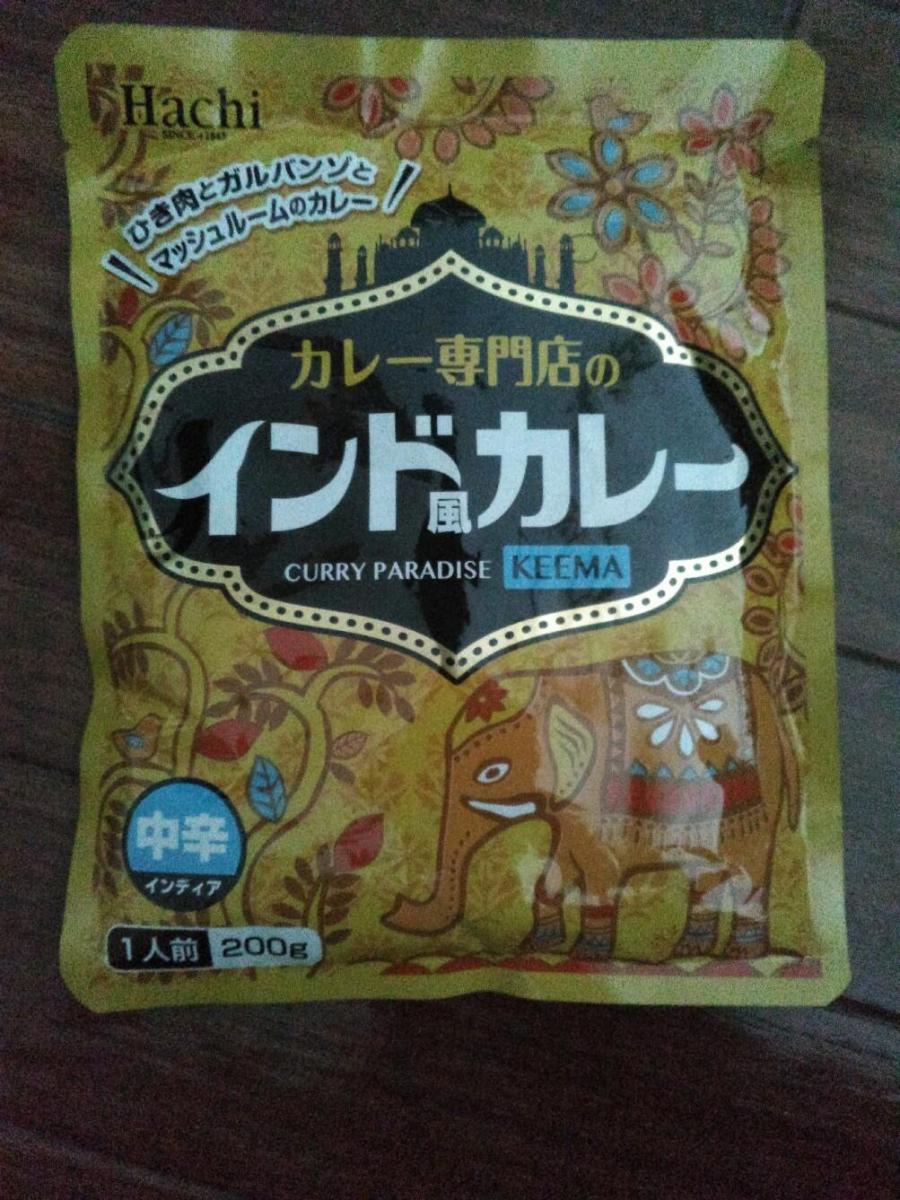 Hachi
SINCE 1845
ひき肉とガルバンゾと
マッシュルームのカレー
カレー専門店の
インド風カレー
CURRY PARADISE KEEMA
中辛
インディア
1人前 200g